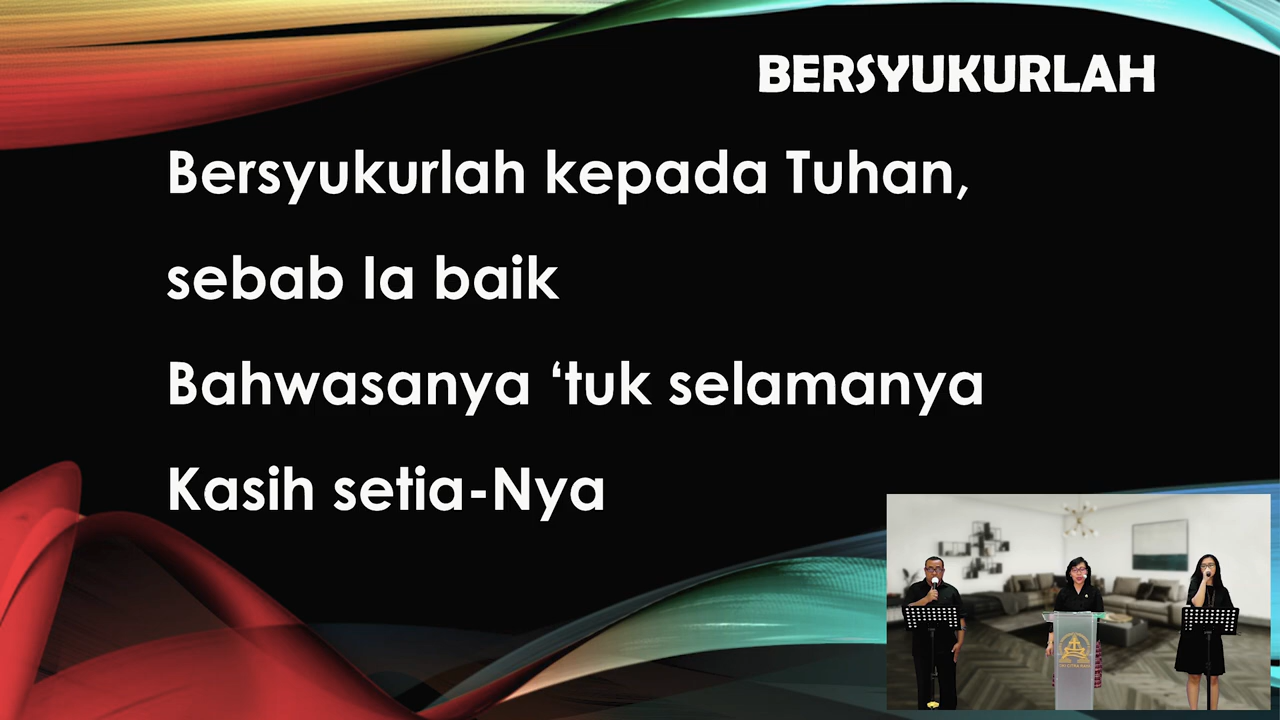 BERSYUKURLAH
Bersyukurlah kepada Tuhan,
sebab Ia baik
Bahwasanya ‘tuk selamanya
Kasih setia-Nya